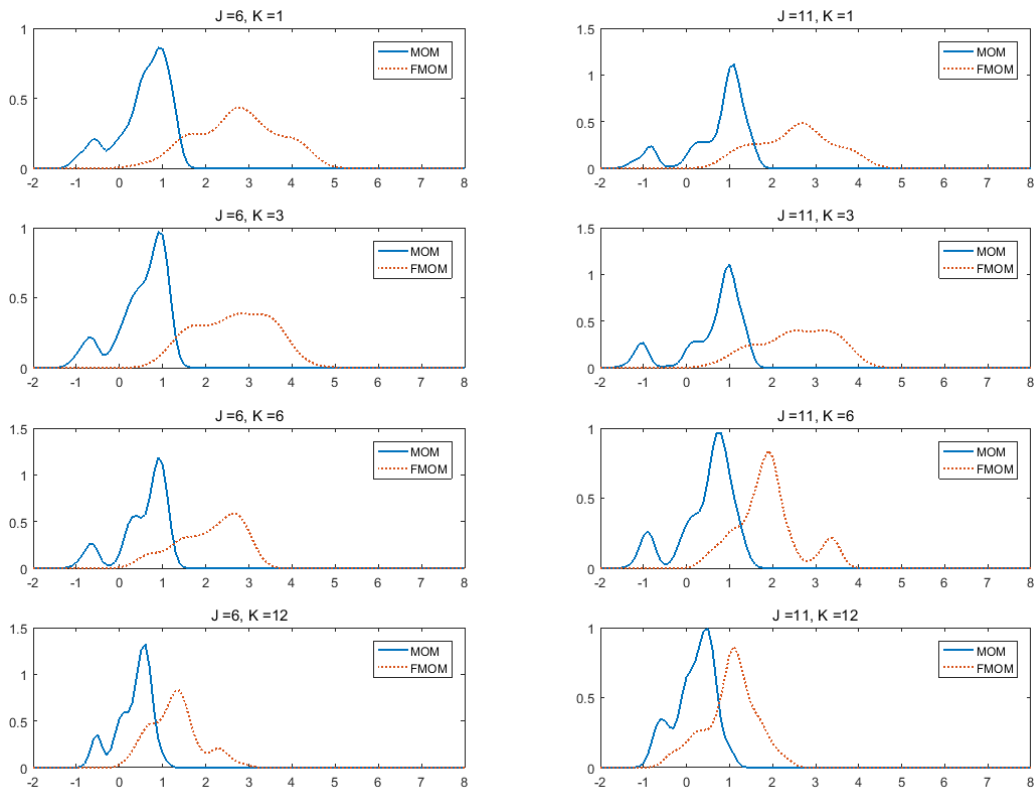 J =6, K =1
1
0.5
0
-2 -1 0 1 2 3 4 5 6 7 8
MOM
FMOM
J =11, K =1
1.5
1
0.5
0
-2 -1 0 1 2 3 4 5 6 7 8
MOM
FMOM
J =6, K =3
1
0.5
0
-2 -1 0 1 2 3 4 5 6 7 8
MOM
FMOM
J =11, K =3
1.5
1
0.5
0
-2 -1 0 1 2 3 4 5 6 7 8
MOM
FMOM
J =6, K =6
1.5
1
0.5
0
-2 -1 0 1 2 3 4 5 6 7 8
MOM
FMOM
J =11, K =6
1
0.5
0
-2 -1 0 1 2 3 4 5 6 7 8
MOM
FMOM
J =6, K =12
1.5
1
0.5
0
-2 -1 0 1 2 3 4 5 6 7 8
MOM
FMOM
J =11, K =12
1
0.5
0
-2 -1 0 1 2 3 4 5 6 7 8
MOM
FMOM